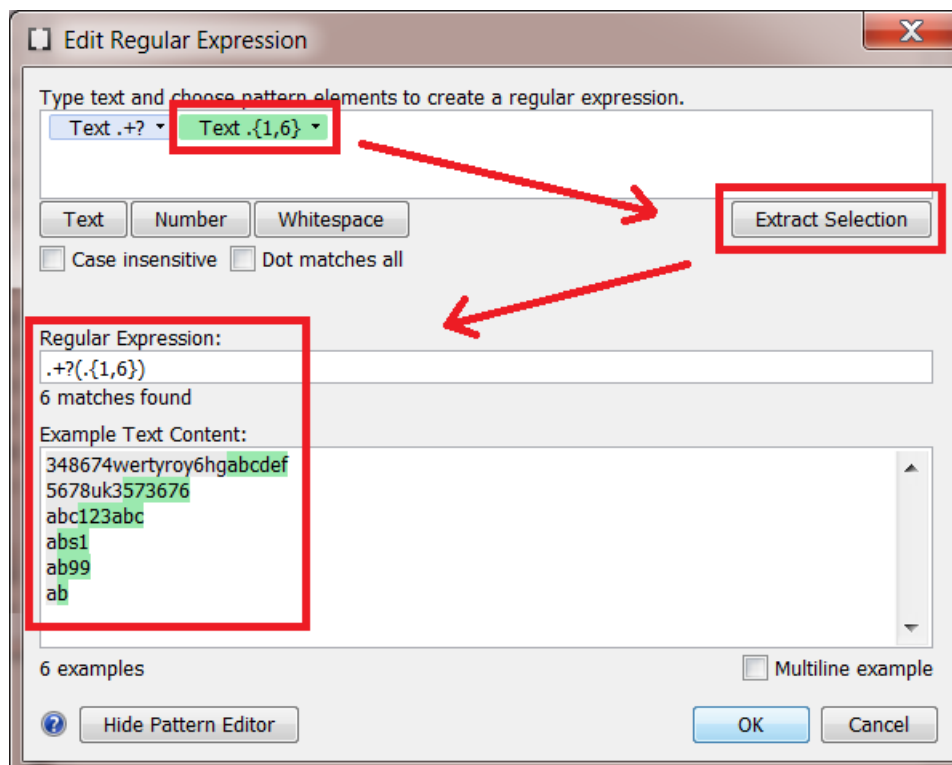 Edit Regular Expression
Type text and choose pattern elements to create a regular expression.
Text .+? Text .{1,6}
Text Number Whitespace Extract Selection
Case insensitive Dot matches all
Regular Expression:
.+?(.{1,6})
6 matches found
Example Text Content:
348674wertyroy6hgabcdef
5678uk3573676
abc123abc
abs1
ab99
ab
6 examples Multiline example
? Hide Pattern Editor OK Cancel